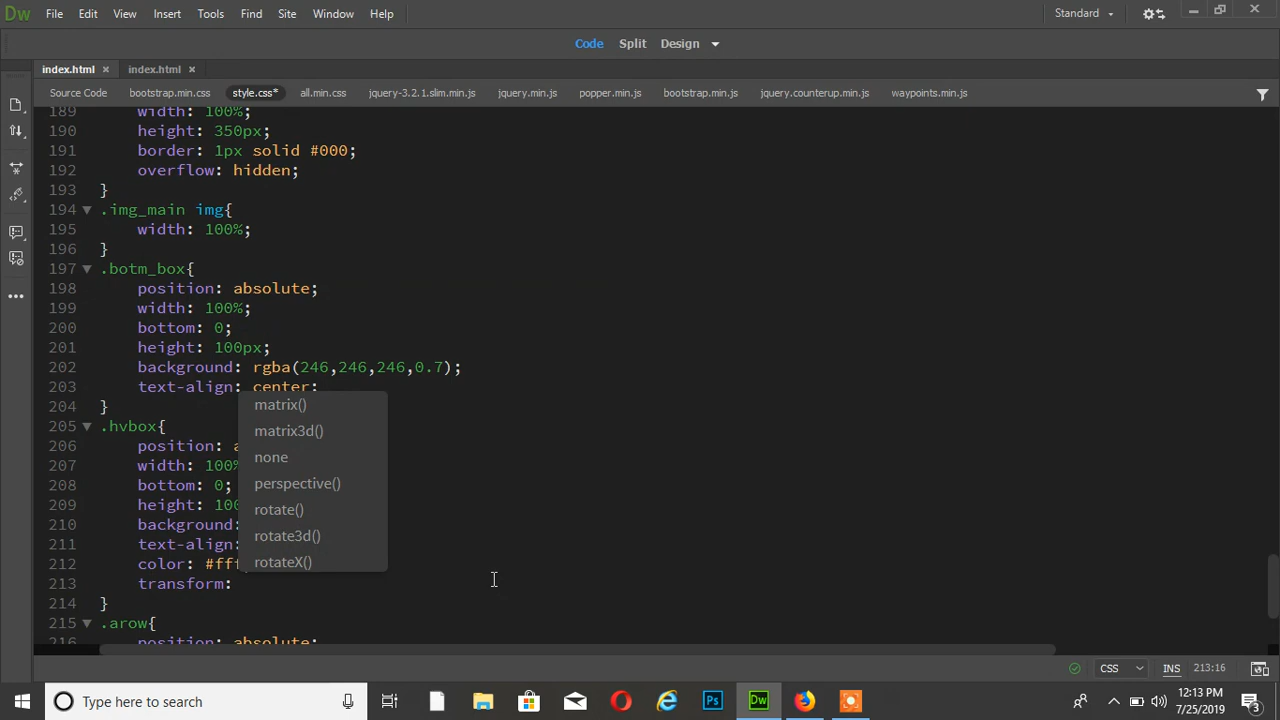 Dw File Edit View Insert Tools Find Site Window Help Standard
Code Split Design
index.html × index.html ×
Source Code bootstrap.min.css style.css* all.min.css jquery-3.2.1.slim.min.js jquery.min.js popper.min.js bootstrap.min.js jquery.counterup.min.js waypoints.min.js
189 width: 100%;
190 height: 350px;
191 border: 1px solid #000;
192 overflow: hidden;
193 }
194 .img_main img{
195 width: 100%;
196 }
197 .botm_box{
198 position: absolute;
199 width: 100%;
200 bottom: 0;
201 height: 100px;
202 background: rgba(246,246,246,0.7);
203 text-align: center;
204 }
matrix()
205 .hvbox{
matrix3d()
206 position:
none
207 width: 100%
208 bottom: 0;
perspective()
209 height: 100
rotate()
210 background:
rotate3d()
211 text-align:
212 color: #fff
rotateX()
213 transform:
214 }
215 .arow{
216 position: absolute;
CSS INS 213:16
Type here to search
12:13 PM
7/25/2019
3